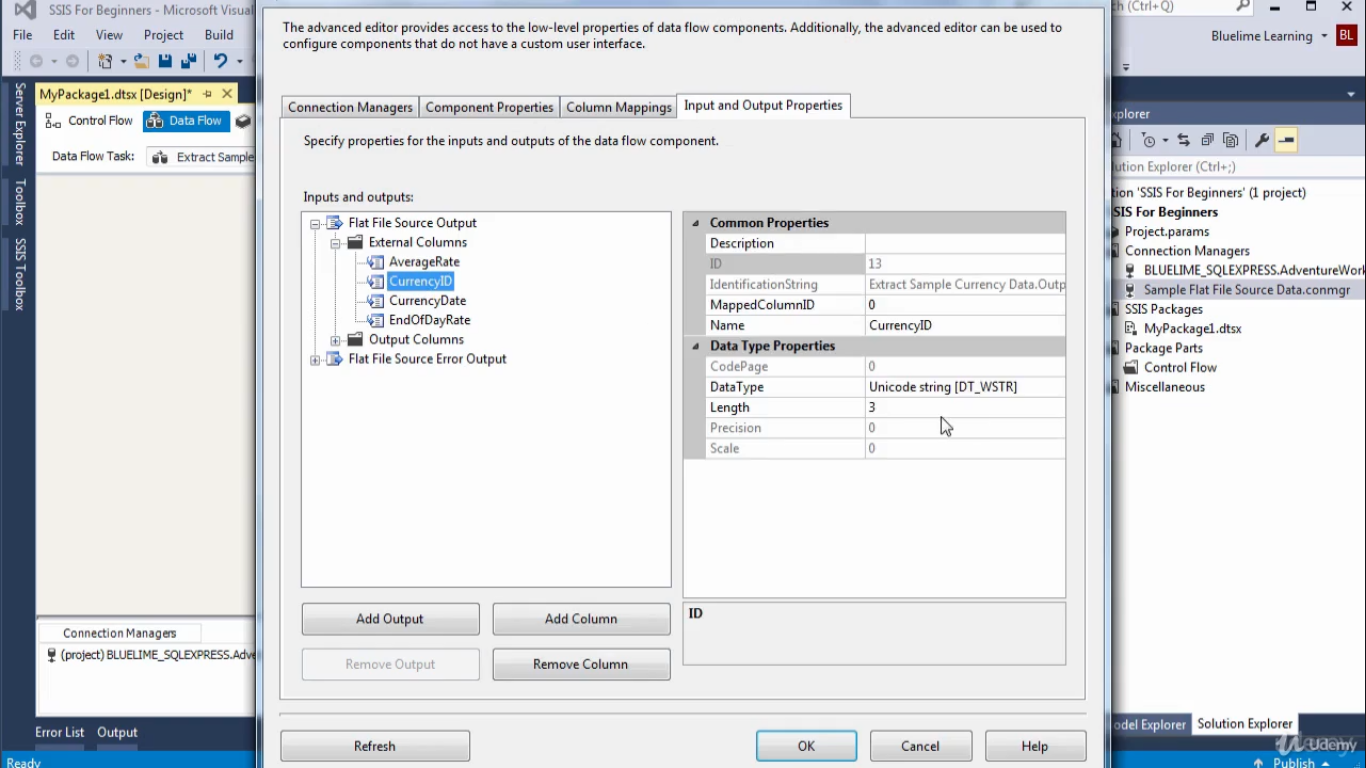 SSIS For Beginners - Microsoft Visual
ch (Ctrl+Q)
File Edit View Project Build
Bluelime Learning BL
The advanced editor provides access to the low-level properties of data flow components. Additionally, the advanced editor can be used to
configure components that do not have a custom user interface.
MyPackage1.dtsx [Design]*
Control Flow Data Flow
Data Flow Task: Extract Sample
Server Explorer
Toolbox
SSIS Toolbox
Connection Managers Component Properties Column Mappings Input and Output Properties
Specify properties for the inputs and outputs of the data flow component.
Inputs and outputs:
Flat File Source Output
External Columns
AverageRate
CurrencyID
CurrencyDate
EndOfDayRate
Output Columns
Flat File Source Error Output
Common Properties
Description
ID 13
IdentificationString Extract Sample Currency Data.Outp
MappedColumnID 0
Name CurrencyID
Data Type Properties
CodePage 0
DataType Unicode string [DT_WSTR]
Length 3
Precision 0
Scale 0
ID
Add Output Add Column
Remove Output Remove Column
Refresh OK Cancel Help
xplorer
ution Explorer (Ctrl+;)
tion 'SSIS For Beginners' (1 project)
SIS For Beginners
Project.params
Connection Managers
BLUELIME_SQLEXPRESS.AdventureWor
Sample Flat File Source Data.conmgr
SSIS Packages
MyPackage1.dtsx
Package Parts
Control Flow
Miscellaneous
Connection Managers
(project) BLUELIME_SQLEXPRESS.Adve
Error List Output
odel Explorer Solution Explorer
Udemy
Ready
Publish